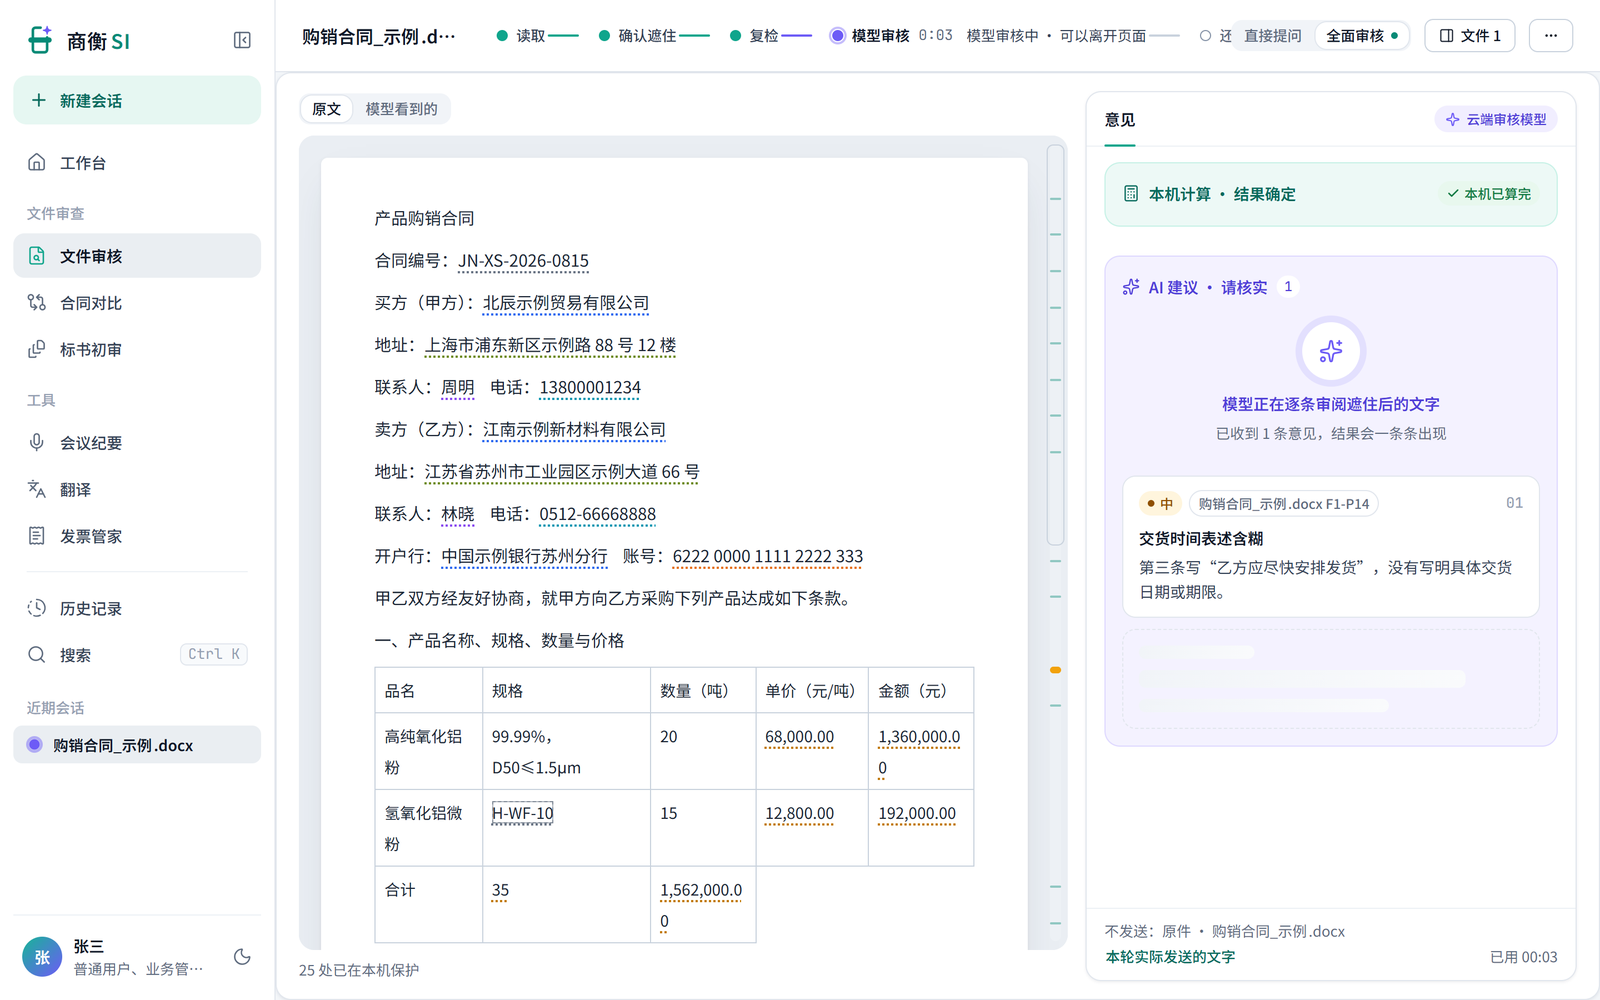 商衡 SI
新建会话
工作台
文件审查
文件审核
合同对比
标书初审
工具
会议纪要
翻译
发票管家
历史记录
搜索 Ctrl K
近期会话
购销合同_示例.docx
张 张三
普通用户、业务管…
购销合同_示例.d… 读取 确认遮住 复检 模型审核 0:03 模型审核中 · 可以离开页面 还 直接提问 全面审核 文件 1 …
原文 模型看到的
产品购销合同
合同编号：JN-XS-2026-0815
买方（甲方）：北辰示例贸易有限公司
地址：上海市浦东新区示例路 88 号 12 楼
联系人：周明 电话：13800001234
卖方（乙方）：江南示例新材料有限公司
地址：江苏省苏州市工业园区示例大道 66 号
联系人：林晓 电话：0512-66668888
开户行：中国示例银行苏州分行 账号：6222 0000 1111 2222 333
甲乙双方经友好协商，就甲方向乙方采购下列产品达成如下条款。
一、产品名称、规格、数量与价格
品名 规格 数量（吨） 单价（元/吨） 金额（元）
高纯氧化铝 99.99%， 20 68,000.00 1,360,000.0
粉 D50≤1.5μm 0
氢氧化铝微 H-WF-10 15 12,800.00 192,000.00
粉
合计 35 1,562,000.0
0
25 处已在本机保护
意见 云端审核模型
本机计算 · 结果确定 本机已算完
AI 建议 · 请核实 1
模型正在逐条审阅遮住后的文字
已收到 1 条意见，结果会一条条出现
中 购销合同_示例.docx F1-P14 01
交货时间表述含糊
第三条写“乙方应尽快安排发货”，没有写明具体交货
日期或期限。
不发送：原件 · 购销合同_示例.docx
本轮实际发送的文字 已用 00:03